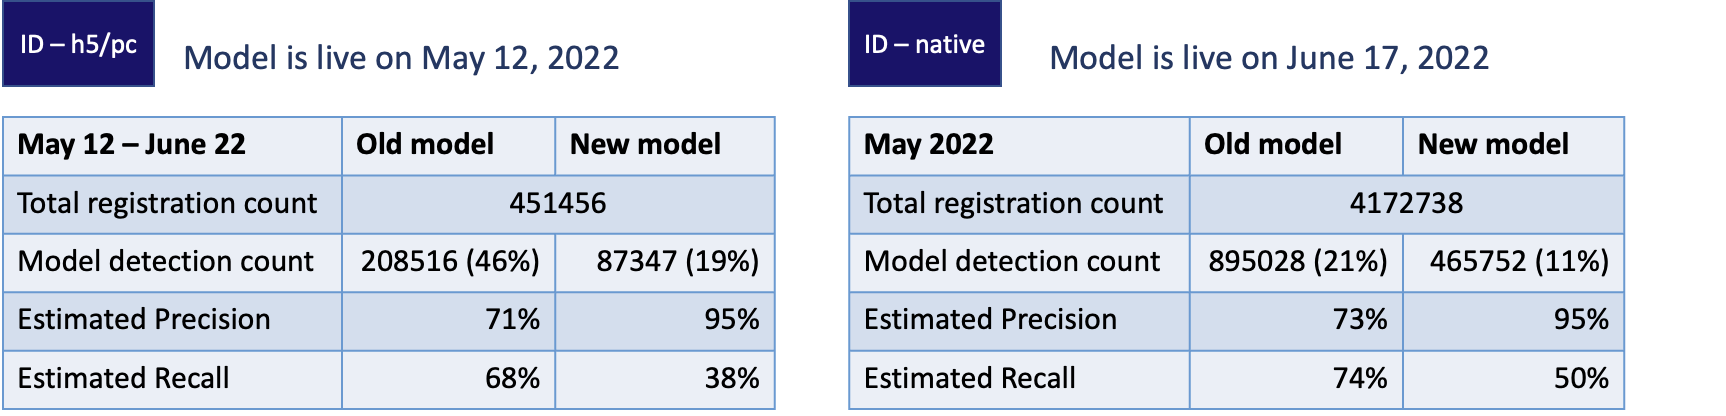 ID – h5/pc
Model is live on May 12, 2022
May 12 – June 22 Old model New model
Total registration count 451456
Model detection count 208516 (46%) 87347 (19%)
Estimated Precision 71% 95%
Estimated Recall 68% 38%
ID – native
Model is live on June 17, 2022
May 2022 Old model New model
Total registration count 4172738
Model detection count 895028 (21%) 465752 (11%)
Estimated Precision 73% 95%
Estimated Recall 74% 50%